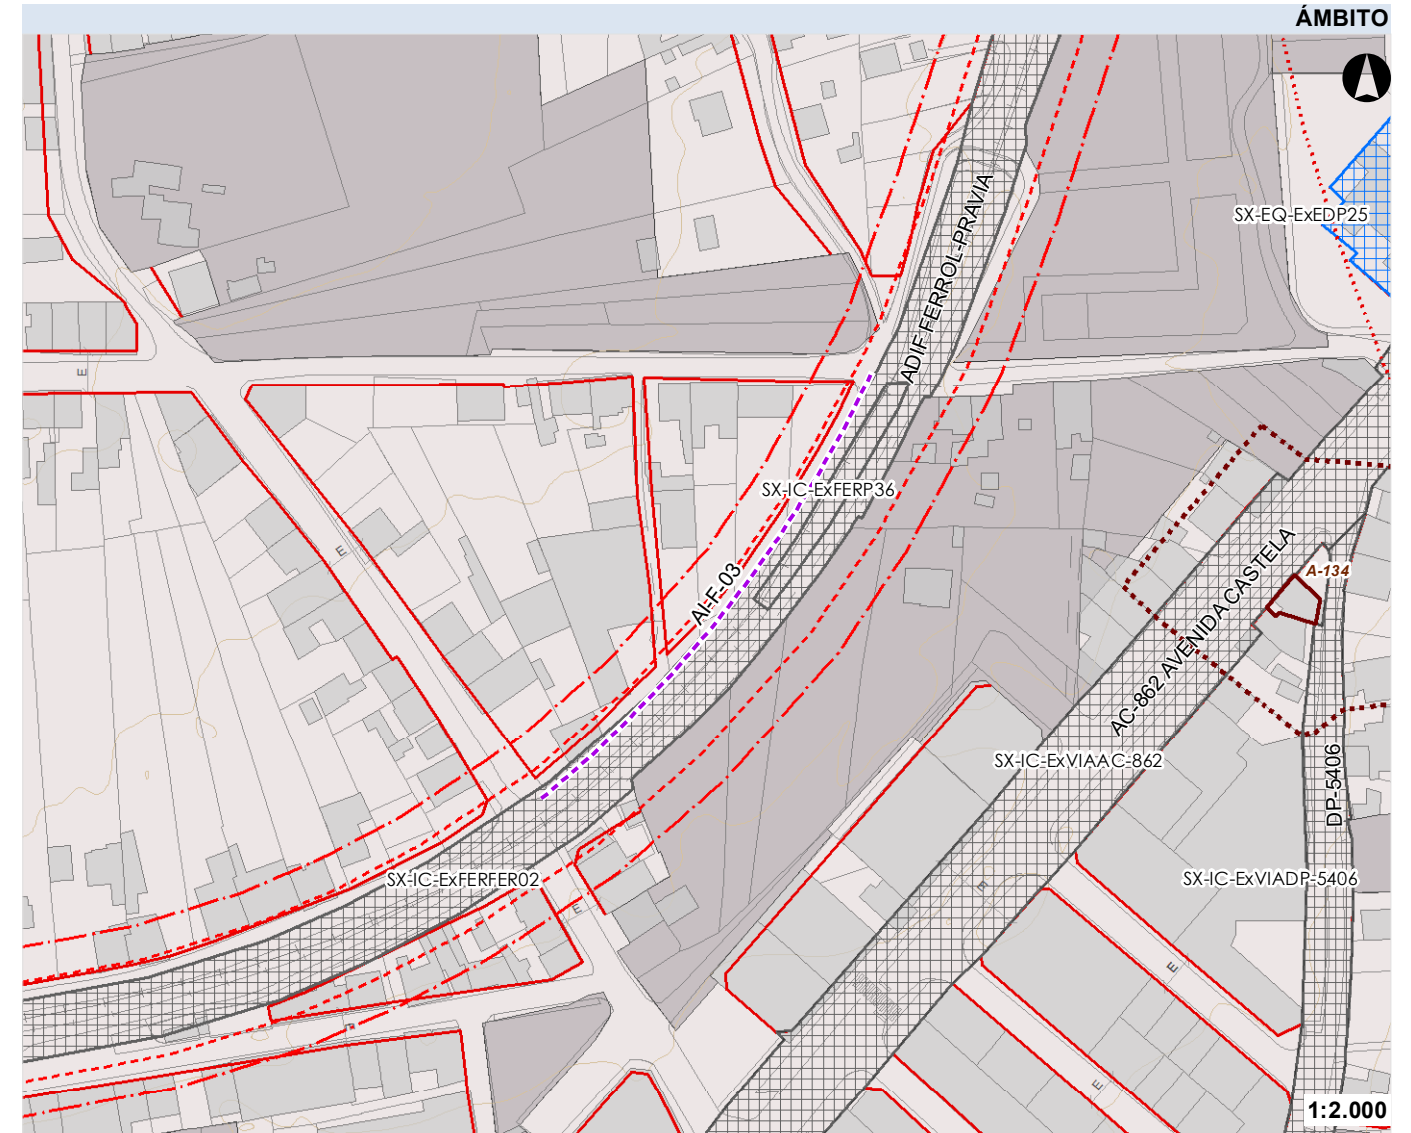 ÁMBITO
SX-EQ-ExEDP25
ADIF FERROL-PRAVIA
E
SX-IC-ExFERP36
E
AI-F-03
A-134
AC-862 AVENIDA CASTELA
SX-IC-ExVIAAC-862
DP-5406
SX-IC-ExFERFER02
SX-IC-ExVIADP-5406
E
E
E
E
1:2.000